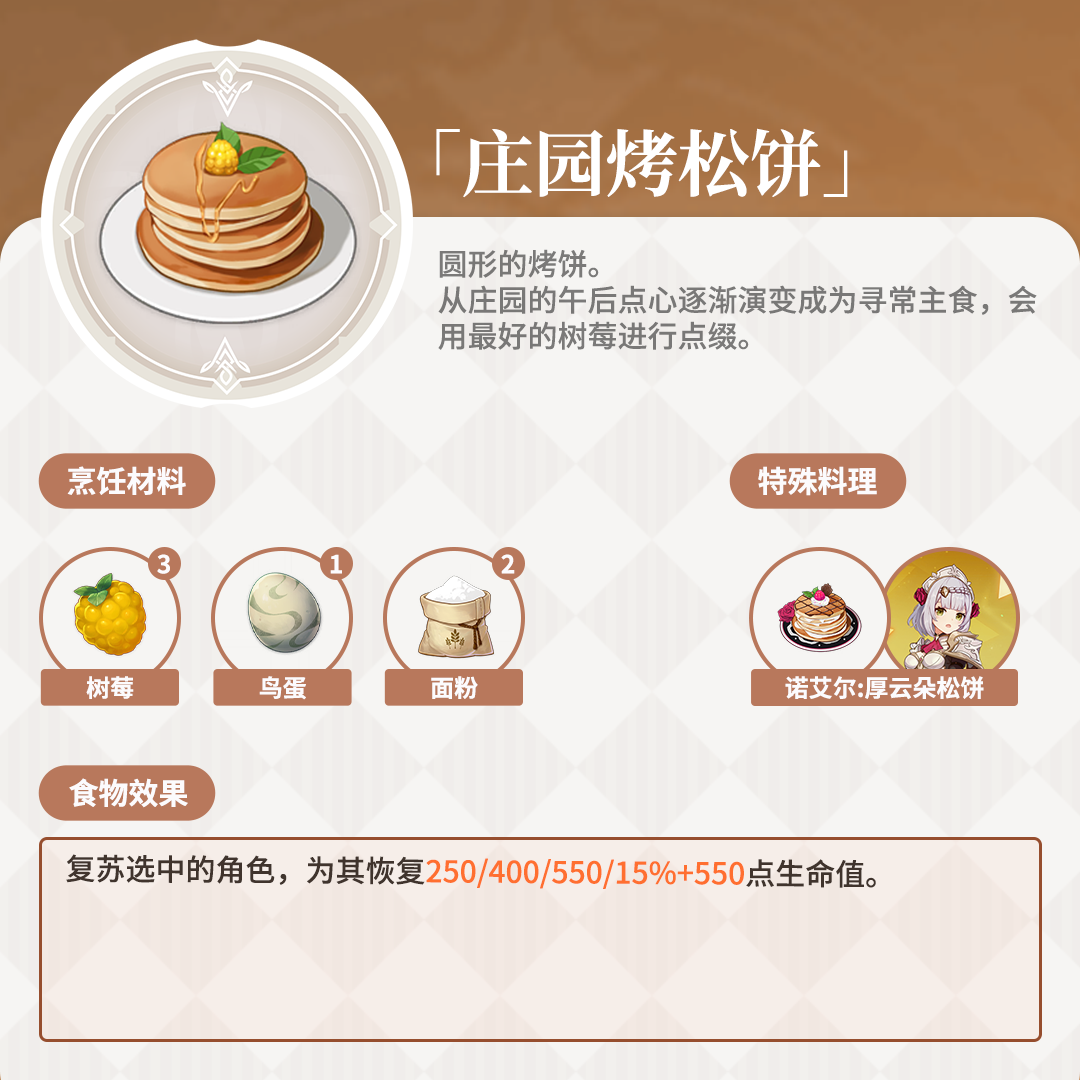 「庄园烤松饼」
圆形的烤饼。
从庄园的午后点心逐渐演变成为寻常主食，会
用最好的树莓进行点缀。
烹饪材料
特殊料理
3
1
2
树莓
鸟蛋
面粉
诺艾尔:厚云朵松饼
食物效果
复苏选中的角色，为其恢复250/400/550/15%+550点生命值。